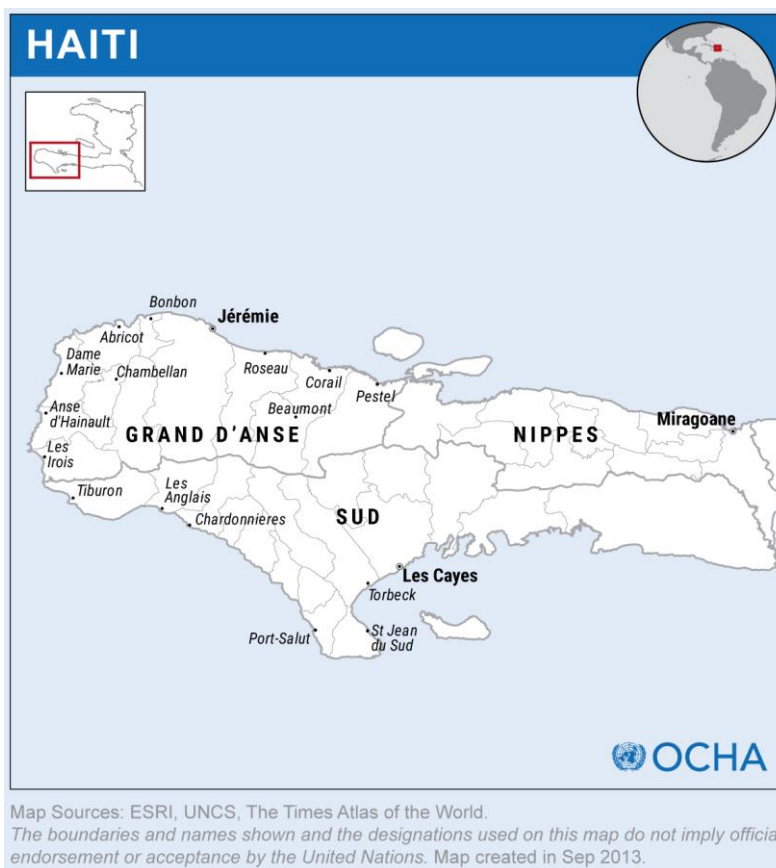 HAITI
Bonbon
Jérémie
Abricot
Dame
Marie
Chambellan
Roseau
Corail
Pestel
Anse
d'Hainault
Beaumont
GRAND D'ANSE
NIPPES
Miragoane
Les
Irois
Tiburon
Les
Anglais
Chardonnieres
SUD
Les Cayes
Torbeck
Port-Salut
St Jean
du Sud
OCHA
Map Sources: ESRI, UNCS, The Times Atlas of the World.
The boundaries and names shown and the designations used on this map do not imply officia
endorsement or acceptance by the United Nations. Map created in Sep 2013.